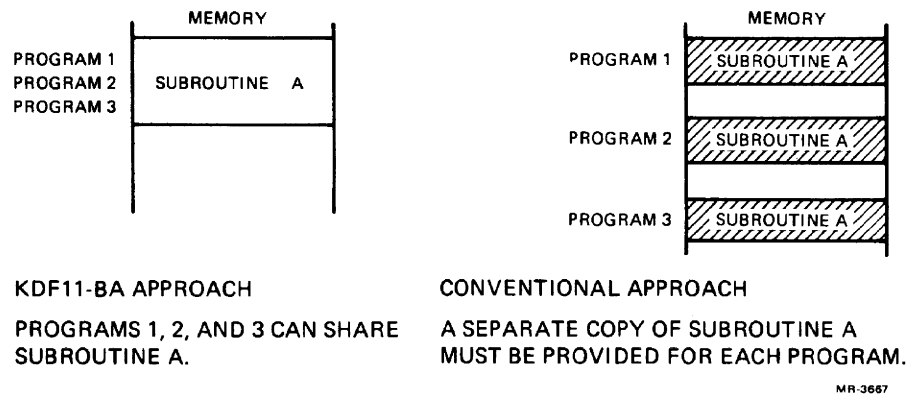 MEMORY
PROGRAM 1
PROGRAM 2
PROGRAM 3
SUBROUTINE A
KDF11-BA APPROACH
PROGRAMS 1, 2, AND 3 CAN SHARE
SUBROUTINE A.
MEMORY
PROGRAM 1
SUBROUTINE A
PROGRAM 2
SUBROUTINE A
PROGRAM 3
SUBROUTINE A
CONVENTIONAL APPROACH
A SEPARATE COPY OF SUBROUTINE A
MUST BE PROVIDED FOR EACH PROGRAM.
MR-3667